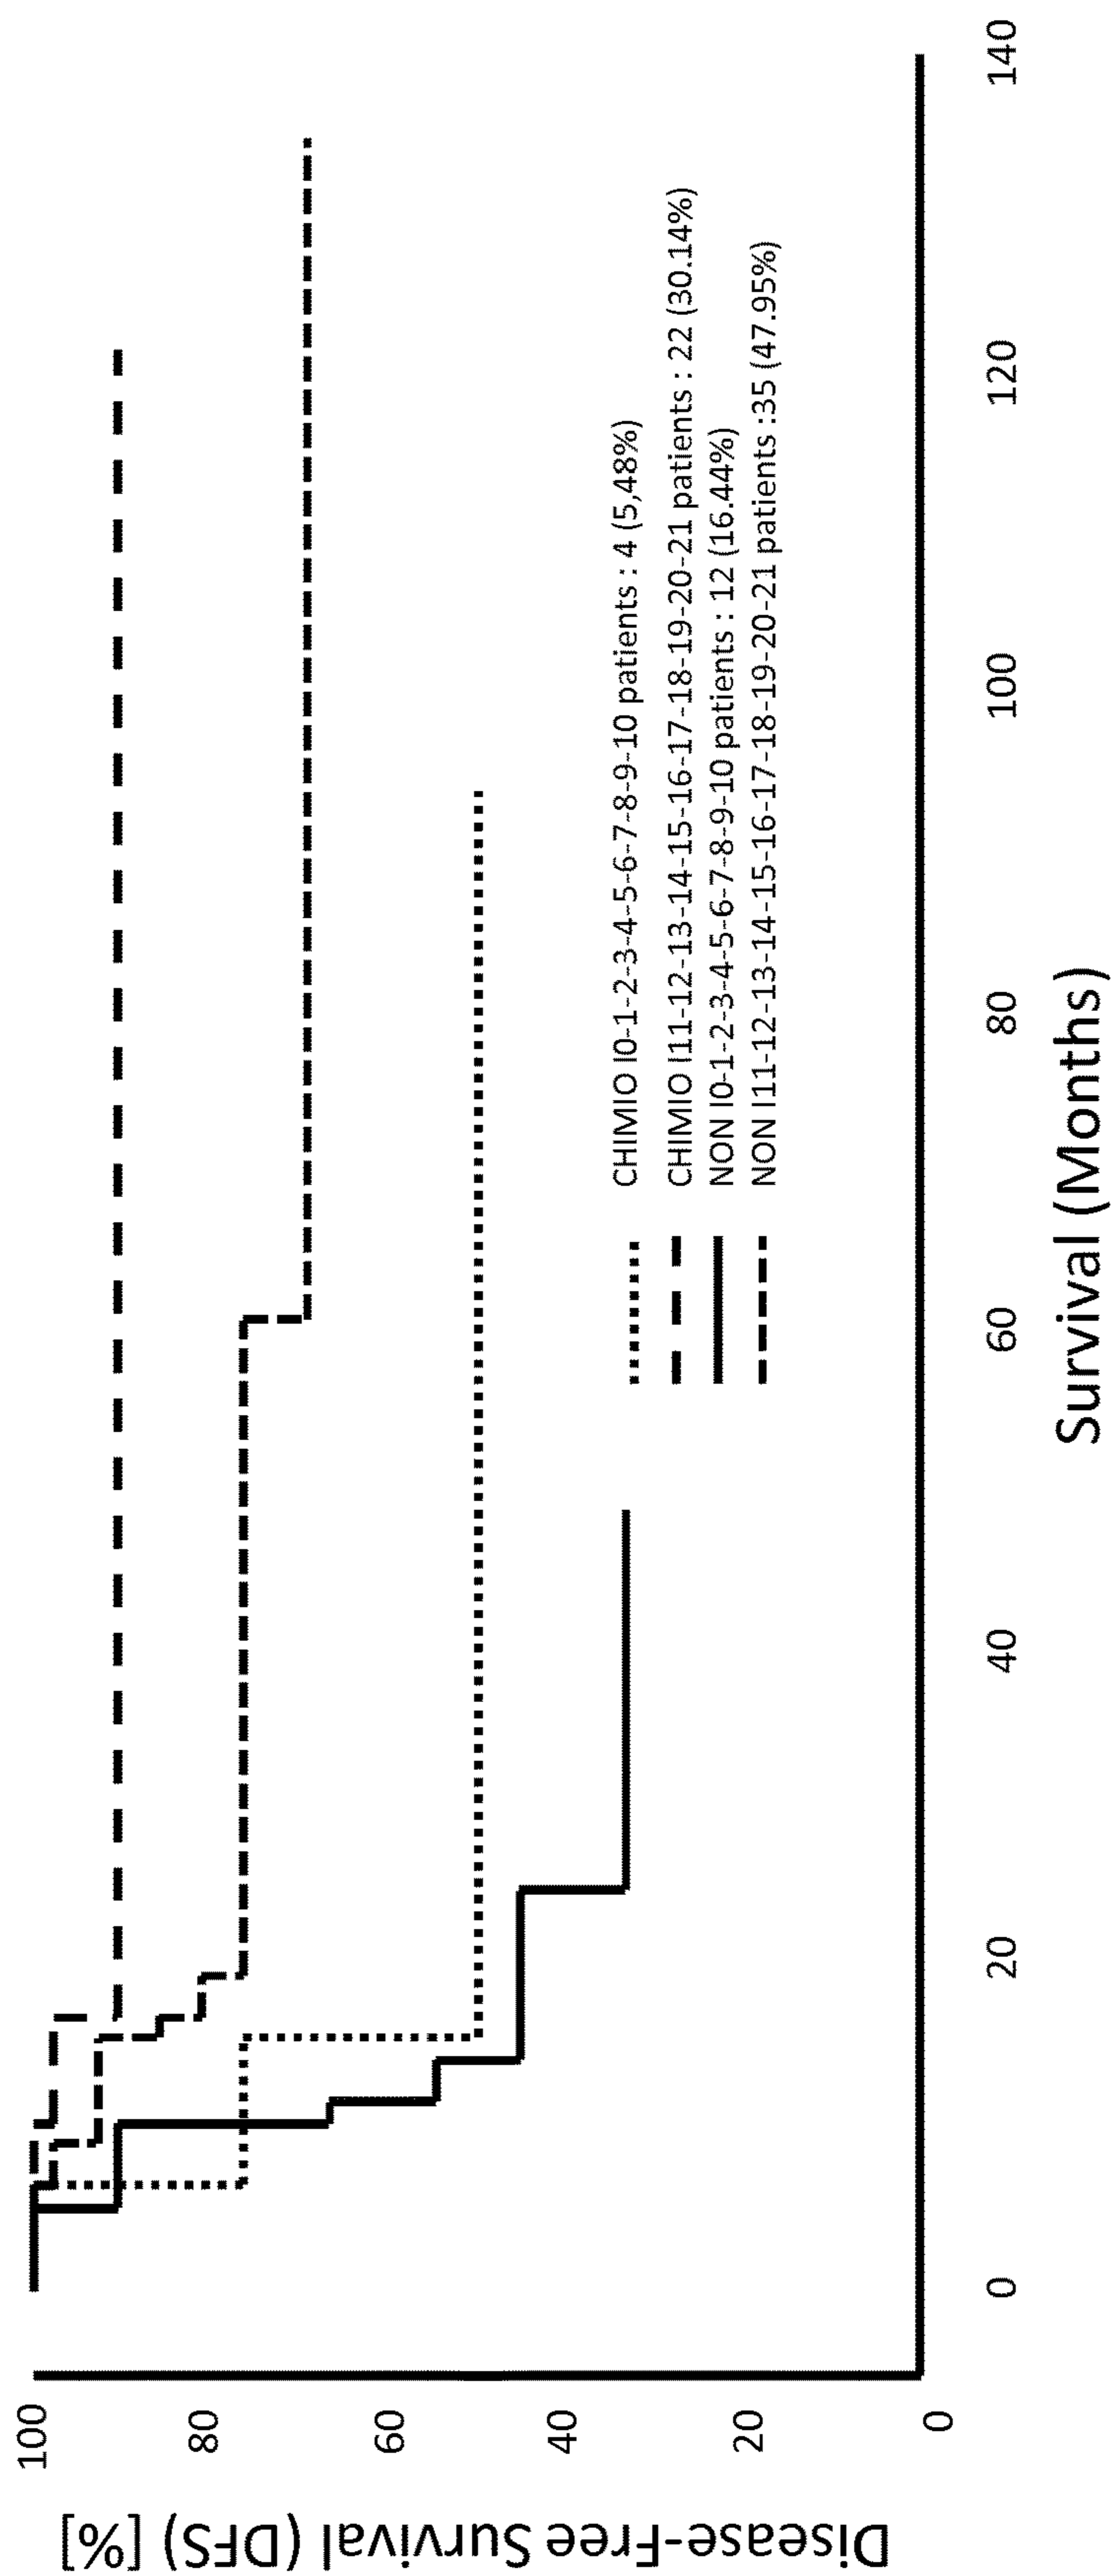 Disease-Free Survival (DFS) [%]
100
80
60
40
20
0
CHIMIO I0-1-2-3-4-5-6-7-8-9-10 patients : 4 (5,48%)
CHIMIO I11-12-13-14-15-16-17-18-19-20-21 patients : 22 (30.14%)
NON I0-1-2-3-4-5-6-7-8-9-10 patients : 12 (16.44%)
NON I11-12-13-14-15-16-17-18-19-20-21 patients :35 (47.95%)
0 20 40 60 80 100 120 140
Survival (Months)